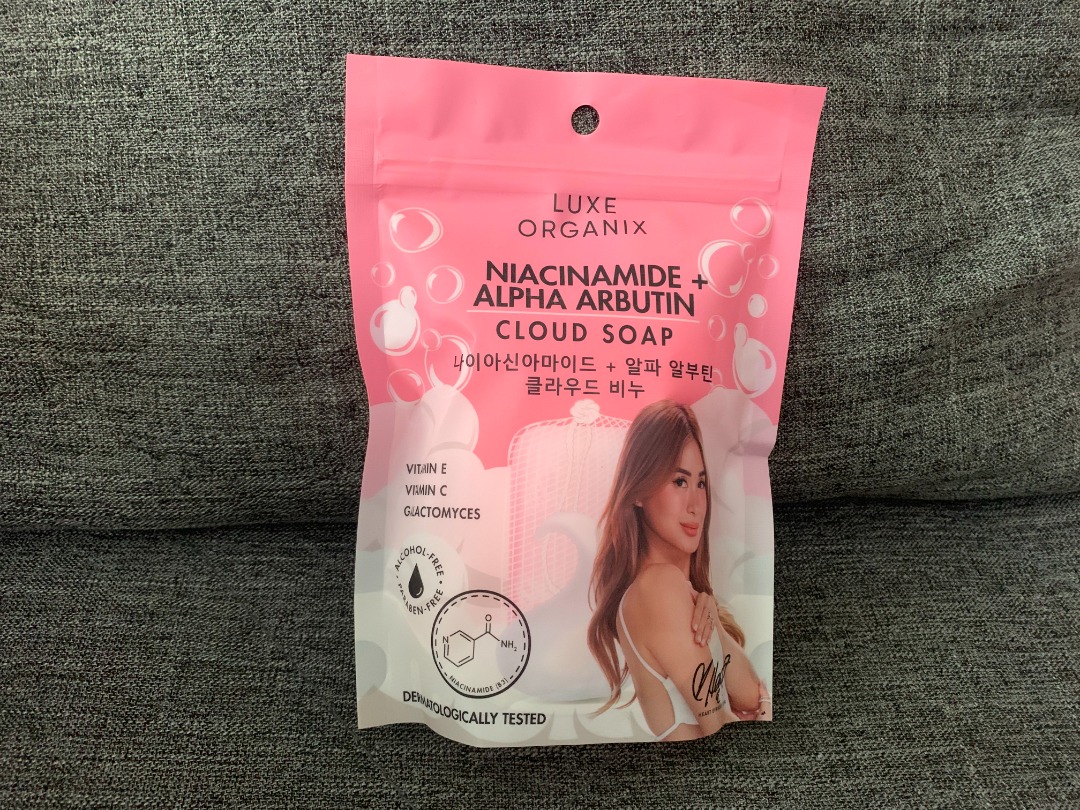 LUXE
ORGANIX
NIACINAMIDE +
ALPHA ARBUTIN
CLOUD SOAP
나이아신아마이드 + 알파 알부틴
클라우드 비누
VITAMIN E
VITAMIN C
GALACTOMYCES
ALCOHOL-FREE
PARABEN-FREE
O
N
NH₂
NIACINAMIDE (B3)
DERMATOLOGICALLY TESTED